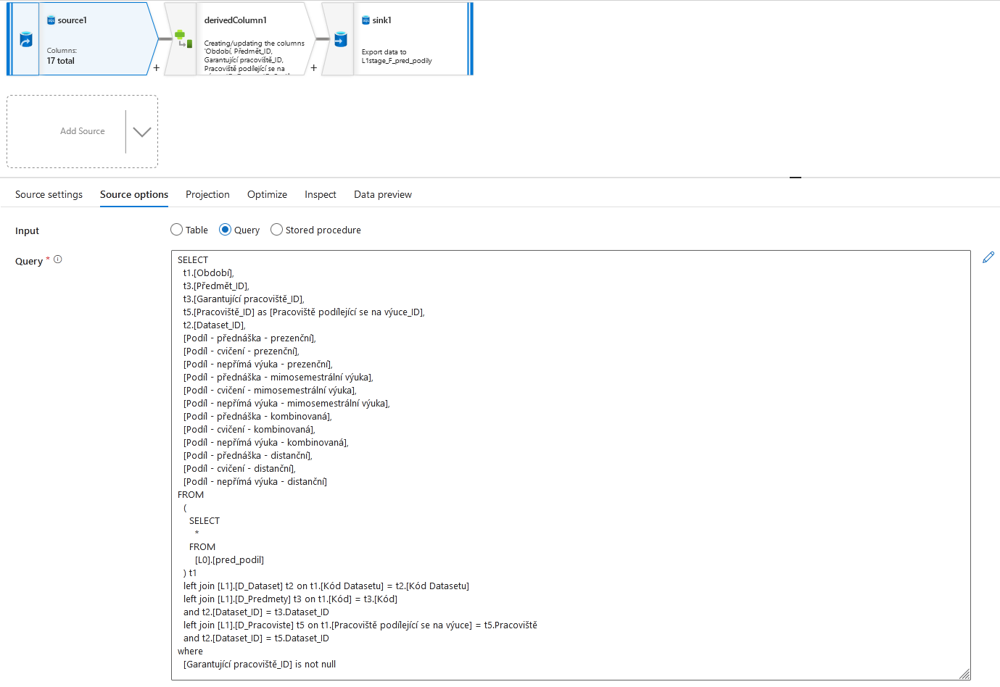 source1
Columns:
17 total
+
derivedColumn1
Creating/updating the columns
'Období, Předmět_ID,
Garantující pracoviště_ID,
Pracoviště podílející se na
+
sink1
Export data to
L1stage_F_pred_podily
Add Source
Source settings
Source options
Projection
Optimize
Inspect
Data preview
Input
Table
Query
Stored procedure
Query *
SELECT
t1.[Období],
t3.[Předmět_ID],
t3.[Garantující pracoviště_ID],
t5.[Pracoviště_ID] as [Pracoviště podílející se na výuce_ID],
t2.[Dataset_ID],
[Podíl - přednáška - prezenční],
[Podíl - cvičení - prezenční],
[Podíl - nepřímá výuka - prezenční],
[Podíl - přednáška - mimosemestrální výuka],
[Podíl - cvičení - mimosemestrální výuka],
[Podíl - nepřímá výuka - mimosemestrální výuka],
[Podíl - přednáška - kombinovaná],
[Podíl - cvičení - kombinovaná],
[Podíl - nepřímá výuka - kombinovaná],
[Podíl - přednáška - distanční],
[Podíl - cvičení - distanční],
[Podíl - nepřímá výuka - distanční]
FROM
(
SELECT
*
FROM
[L0].[pred_podil]
) t1
left join [L1].[D_Dataset] t2 on t1.[Kód Datasetu] = t2.[Kód Datasetu]
left join [L1].[D_Predmety] t3 on t1.[Kód] = t3.[Kód]
and t2.[Dataset_ID] = t3.Dataset_ID
left join [L1].[D_Pracoviste] t5 on t1.[Pracoviště podílející se na výuce] = t5.Pracoviště
and t2.[Dataset_ID] = t5.Dataset_ID
where
[Garantující pracoviště_ID] is not null